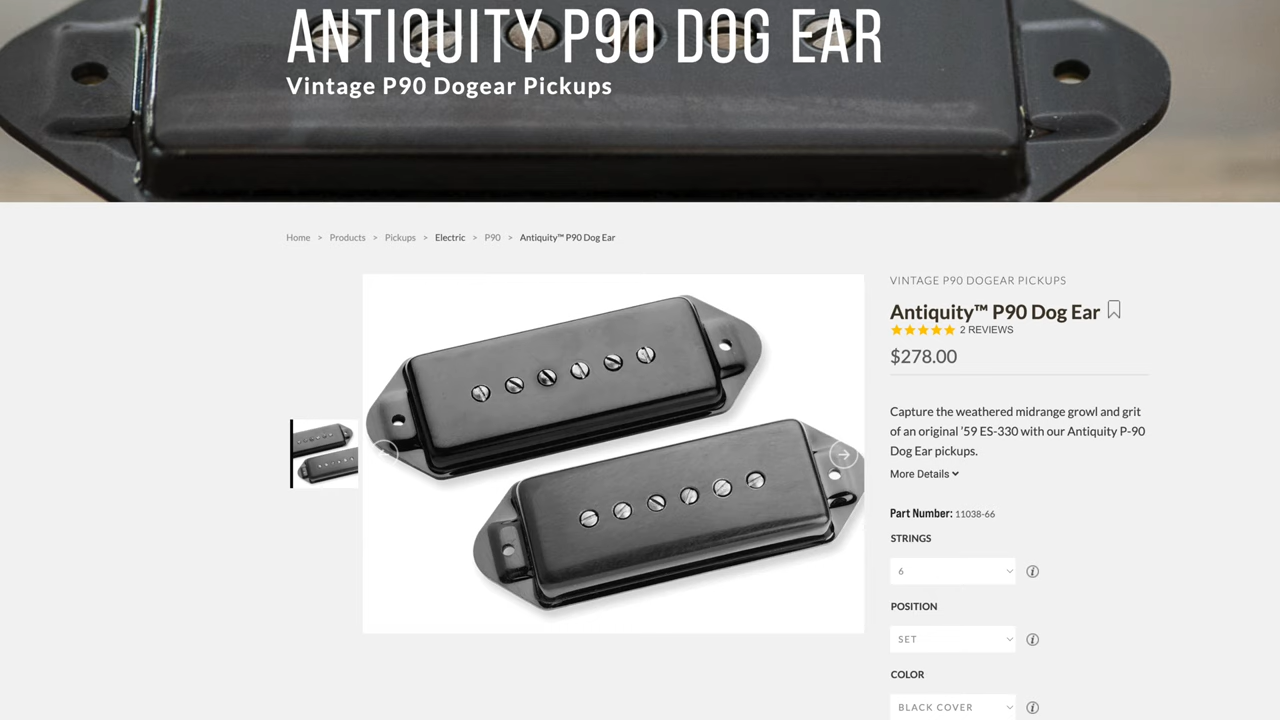 ANTIQUITY P90 DOG EAR
Vintage P90 Dogear Pickups
Home > Products > Pickups > Electric > P90 > Antiquity™ P90 Dog Ear
VINTAGE P90 DOGEAR PICKUPS
Antiquity™ P90 Dog Ear
2 REVIEWS
$278.00
Capture the weathered midrange growl and grit
of an original '59 ES-330 with our Antiquity P-90
Dog Ear pickups.
More Details
Part Number: 11038-66
STRINGS
6
POSITION
SET
COLOR
BLACK COVER